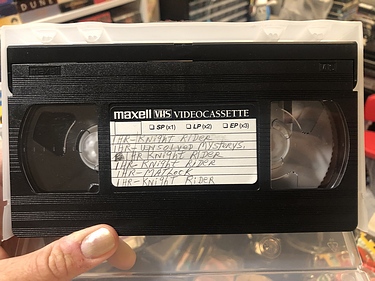 DUNE
maxell VHS VIDEOCASSETTE
SP (x1) LP (x2) EP (x3)
1HR-KNIGHT RIDER
1HR-UNSOLVED MYSTERYS.
1HR KNIGHT RIDER
1HR-KNIGHT RIDER
1HR-MATLOCK
1HR-KNIGHT RIDER